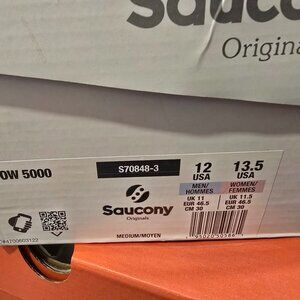 Saucony
Origina
OW 5000
S70848-3
12
USA
13.5
USA
MEN/
HOMMES
WOMEN/
FEMMES
UK 11
EUR 46.5
CM 30
UK 11.5
EUR 46.5
CM 30
Saucony
Originals
MEDIUM/MOYEN